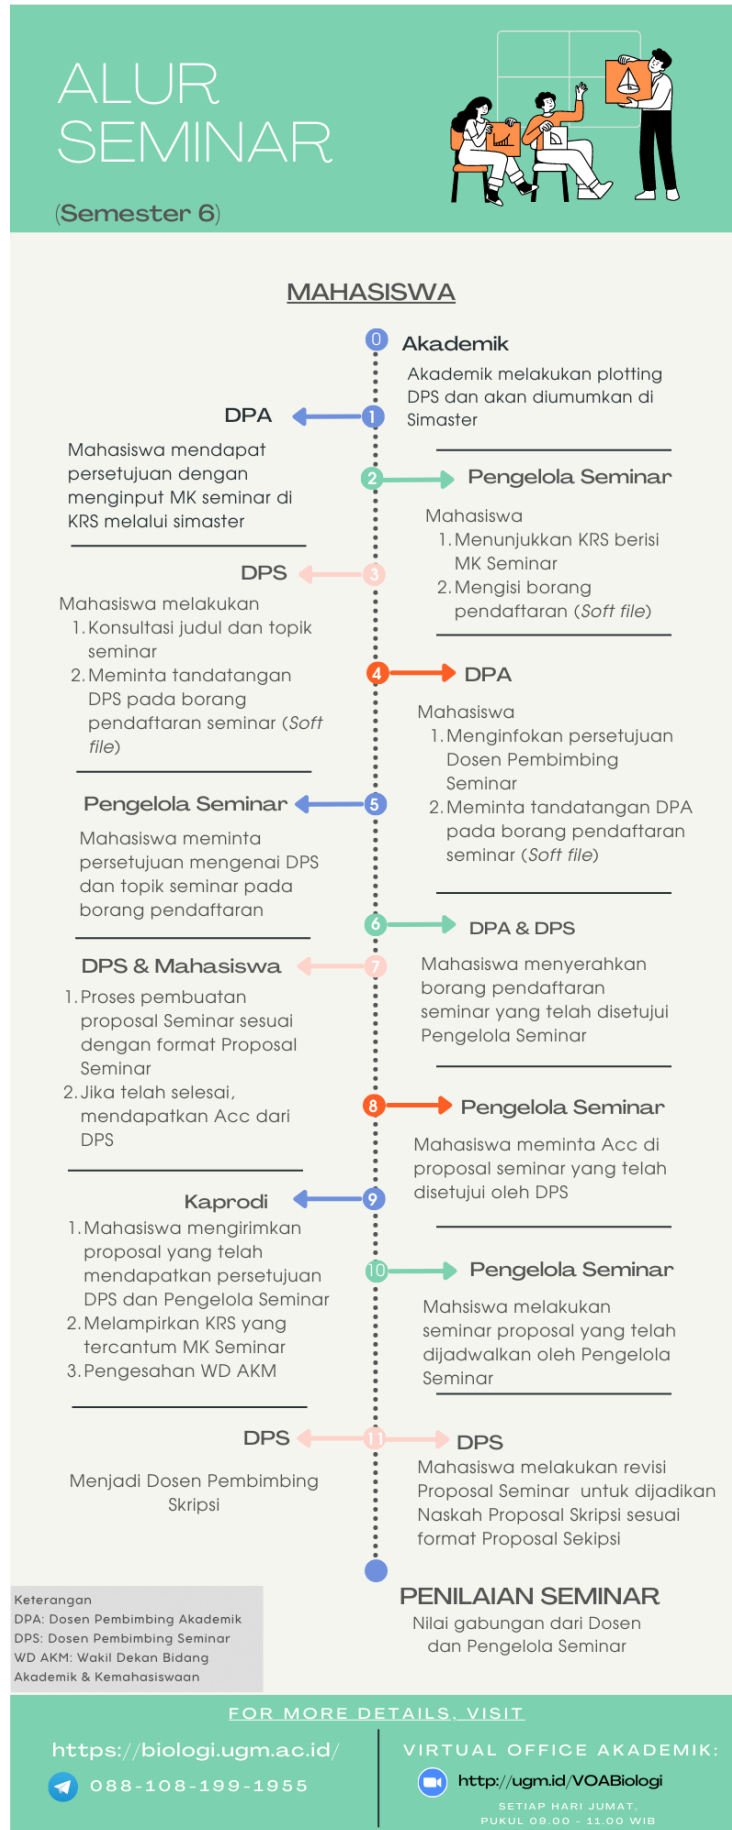 ALUR
SEMINAR
(Semester 6)
MAHASISWA
0
Akademik
Akademik melakukan plotting
DPS dan akan diumumkan di
Simaster
DPA
1
Mahasiswa mendapat
persetujuan dengan
menginput MK seminar di
KRS melalui simaster
2
Pengelola Seminar
Mahasiswa
1. Menunjukkan KRS berisi
MK Seminar
2. Mengisi borang
pendaftaran (Soft file)
DPS
3
Mahasiswa melakukan
1. Konsultasi judul dan topik
seminar
2. Meminta tandatangan
DPS pada borang
pendaftaran seminar (Soft
file)
4
DPA
Mahasiswa
1. Menginfokan persetujuan
Dosen Pembimbing
Seminar
2. Meminta tandatangan DPA
pada borang pendaftaran
seminar (Soft file)
Pengelola Seminar
5
Mahasiswa meminta
persetujuan mengenai DPS
dan topik seminar pada
borang pendaftaran
6
DPA & DPS
Mahasiswa menyerahkan
borang pendaftaran
seminar yang telah disetujui
Pengelola Seminar
DPS & Mahasiswa
7
1. Proses pembuatan
proposal Seminar sesuai
dengan format Proposal
Seminar
2. Jika telah selesai,
mendapatkan Acc dari
DPS
8
Pengelola Seminar
Mahasiswa meminta Acc di
proposal seminar yang telah
disetujui oleh DPS
Kaprodi
9
1. Mahasiswa mengirimkan
proposal yang telah
mendapatkan persetujuan
DPS dan Pengelola Seminar
2. Melampirkan KRS yang
tercantum MK Seminar
3. Pengesahan WD AKM
10
Pengelola Seminar
Mahsiswa melakukan
seminar proposal yang telah
dijadwalkan oleh Pengelola
Seminar
DPS
11
DPS
Menjadi Dosen Pembimbing
Skripsi
Mahasiswa melakukan revisi
Proposal Seminar untuk dijadikan
Naskah Proposal Skripsi sesuai
format Proposal Sekipsi
PENILAIAN SEMINAR
Nilai gabungan dari Dosen
dan Pengelola Seminar
Keterangan
DPA: Dosen Pembimbing Akademik
DPS: Dosen Pembimbing Seminar
WD AKM: Wakil Dekan Bidang
Akademik & Kemahasiswaan
FOR MORE DETAILS, VISIT
https://biologi.ugm.ac.id/
088-108-199-1955
VIRTUAL OFFICE AKADEMIK:
http://ugm.id/VOABiologi
SETIAP HARI JUMAT,
PUKUL 09.00 - 11.00 WIB